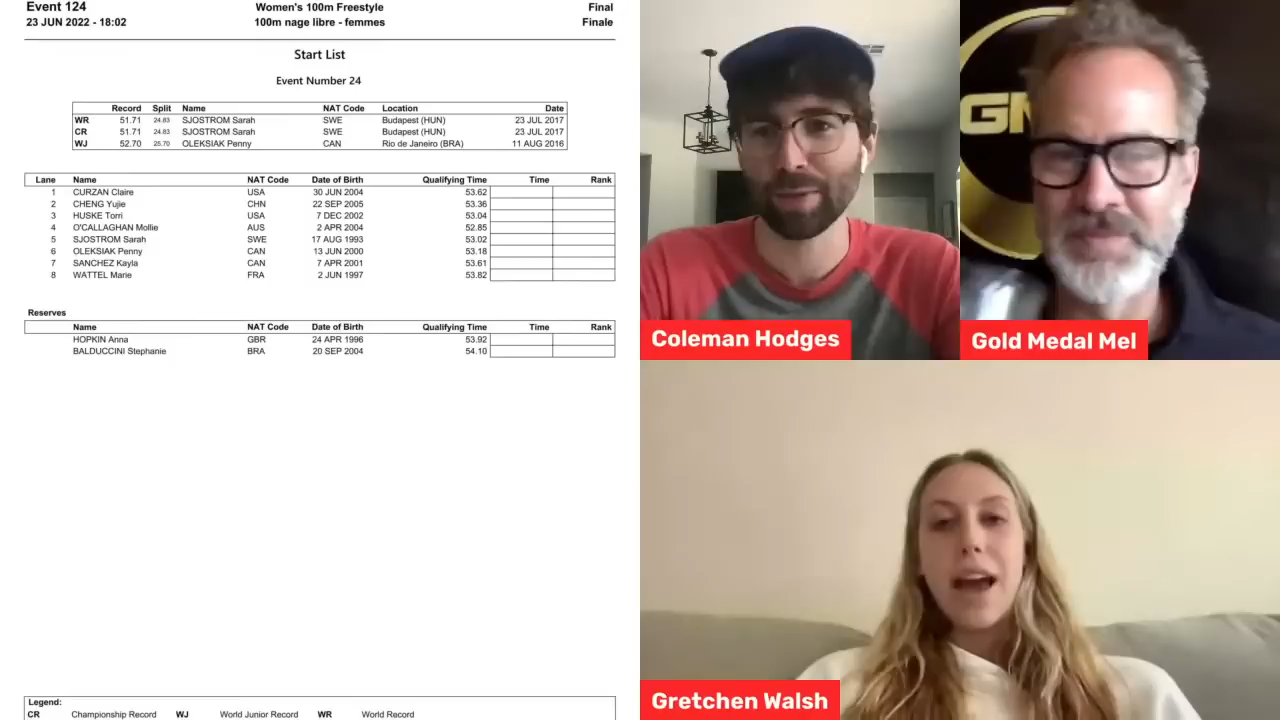 Event 124 Women's 100m Freestyle Final
23 JUN 2022 - 18:02 100m nage libre - femmes Finale
Start List
Event Number 24
Record Split Name NAT Code Location Date
WR 51.71 24.83 SJOSTROM Sarah SWE Budapest (HUN) 23 JUL 2017
CR 51.71 24.83 SJOSTROM Sarah SWE Budapest (HUN) 23 JUL 2017
WJ 52.70 25.70 OLEKSIAK Penny CAN Rio de Janeiro (BRA) 11 AUG 2016
Lane Name NAT Code Date of Birth Qualifying Time Time Rank
1 CURZAN Claire USA 30 JUN 2004 53.62
2 CHENG Yujie CHN 22 SEP 2005 53.36
3 HUSKE Torri USA 7 DEC 2002 53.04
4 O'CALLAGHAN Mollie AUS 2 APR 2004 52.85
5 SJOSTROM Sarah SWE 17 AUG 1993 53.02
6 OLEKSIAK Penny CAN 13 JUN 2000 53.18
7 SANCHEZ Kayla CAN 7 APR 2001 53.61
8 WATTEL Marie FRA 2 JUN 1997 53.82
Reserves
Name NAT Code Date of Birth Qualifying Time Time Rank
HOPKIN Anna GBR 24 APR 1996 53.92
BALDUCCINI Stephanie BRA 20 SEP 2004 54.10
Legend:
CR Championship Record WJ World Junior Record WR World Record
Coleman Hodges
Gold Medal Mel
Gretchen Walsh